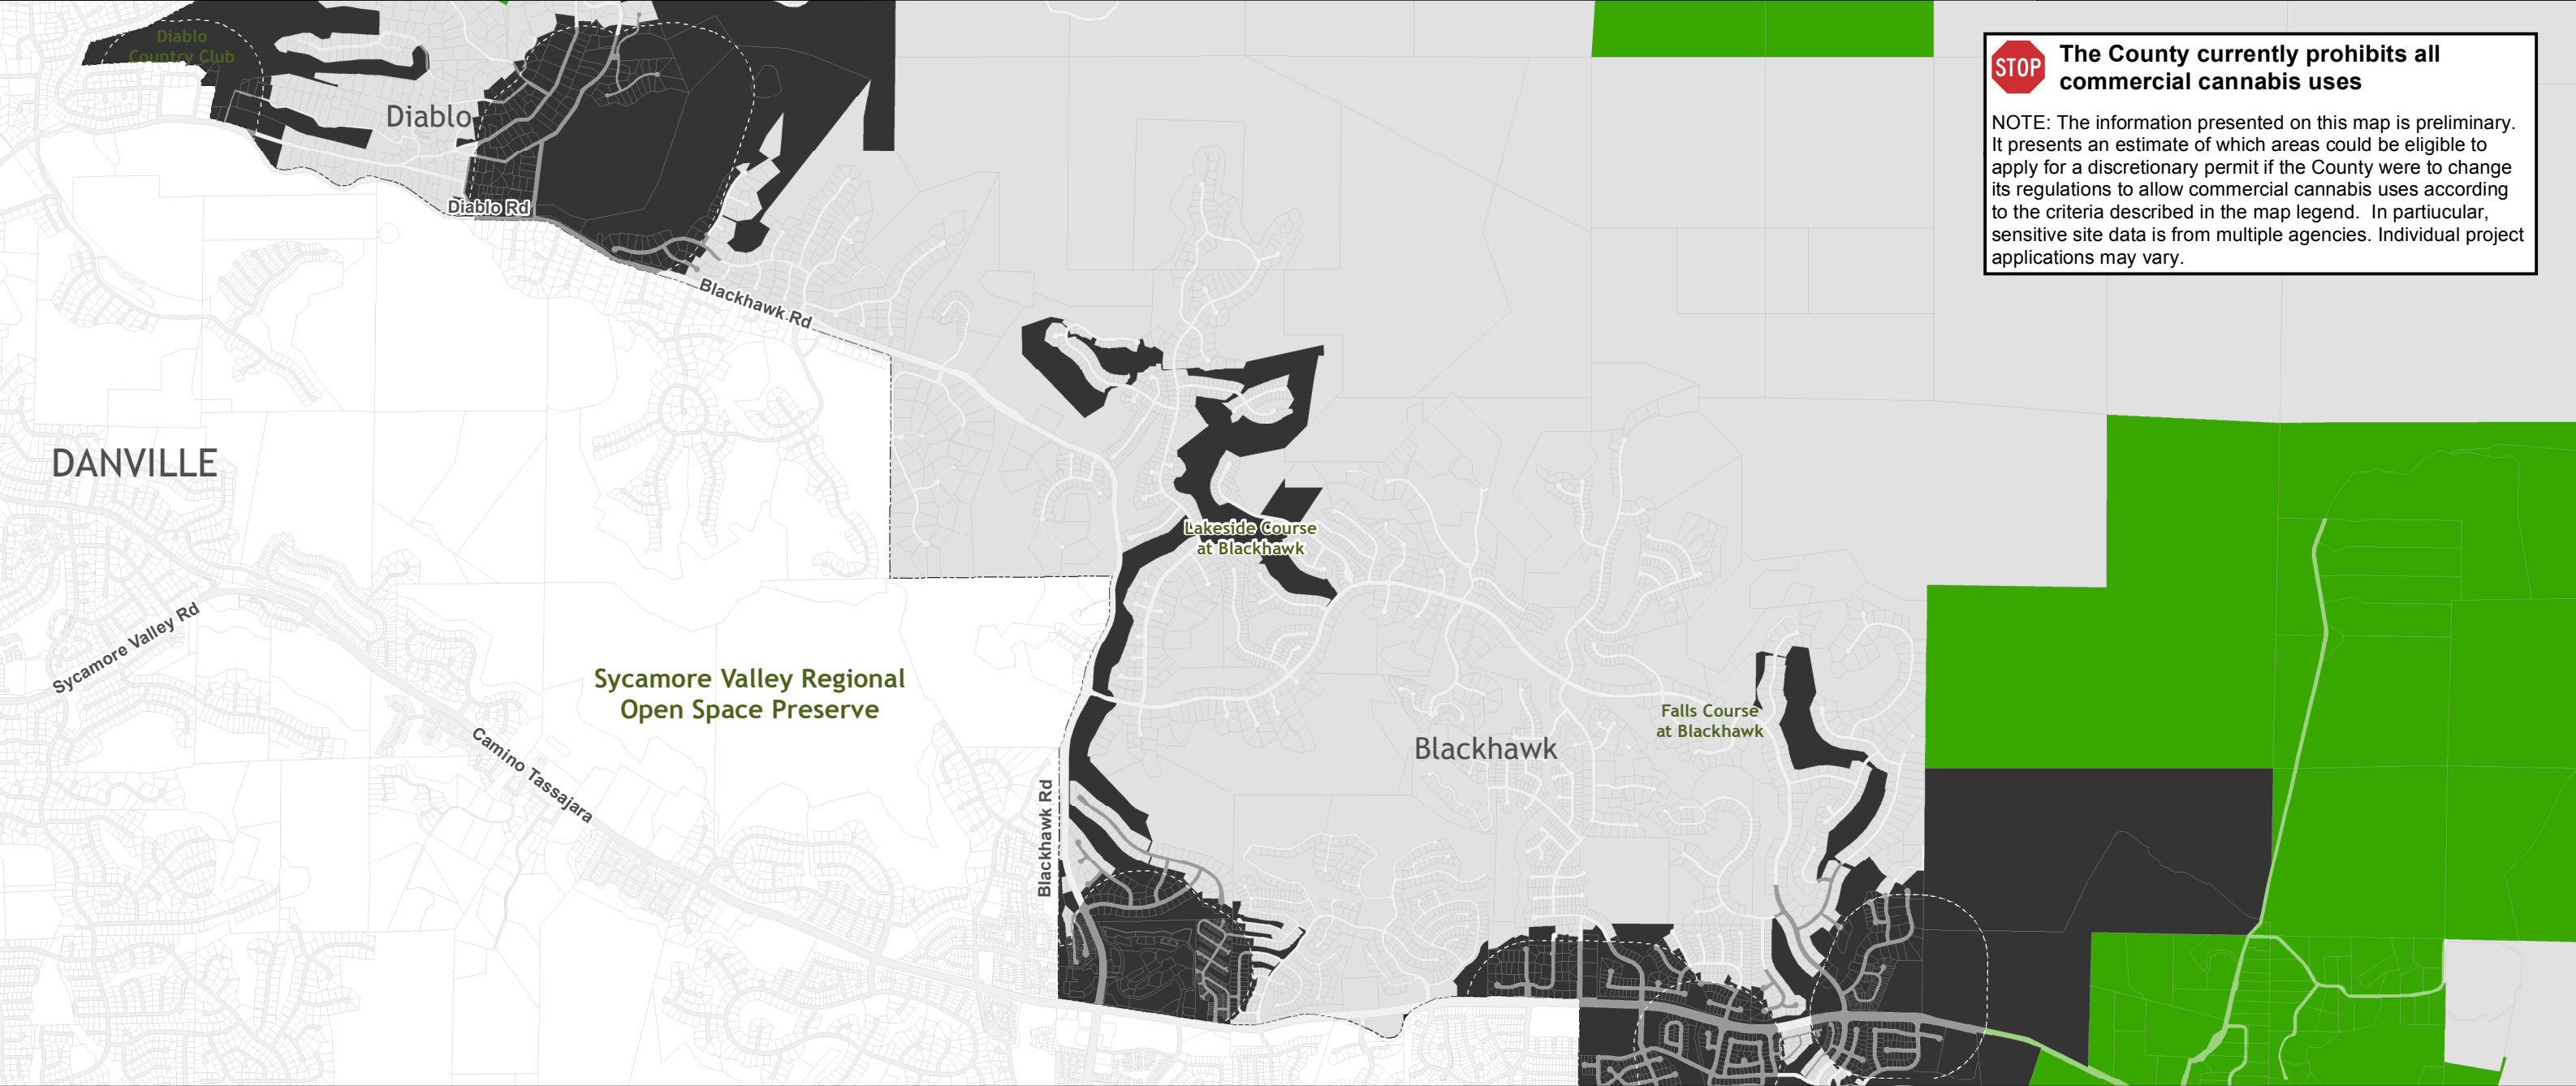 Diablo
Country Club
Diablo
Diablo Rd
Blackhawk Rd
STOP
The County currently prohibits all
commercial cannabis uses
NOTE: The information presented on this map is preliminary.
It presents an estimate of which areas could be eligible to
apply for a discretionary permit if the County were to change
its regulations to allow commercial cannabis uses according
to the criteria described in the map legend.  In partiucular,
sensitive site data is from multiple agencies. Individual project
applications may vary.
DANVILLE
Lakeside Course
at Blackhawk
Sycamore Valley Rd
Sycamore Valley Regional
Open Space Preserve
Falls Course
at Blackhawk
Blackhawk
Camino Tassajara
Blackhawk Rd